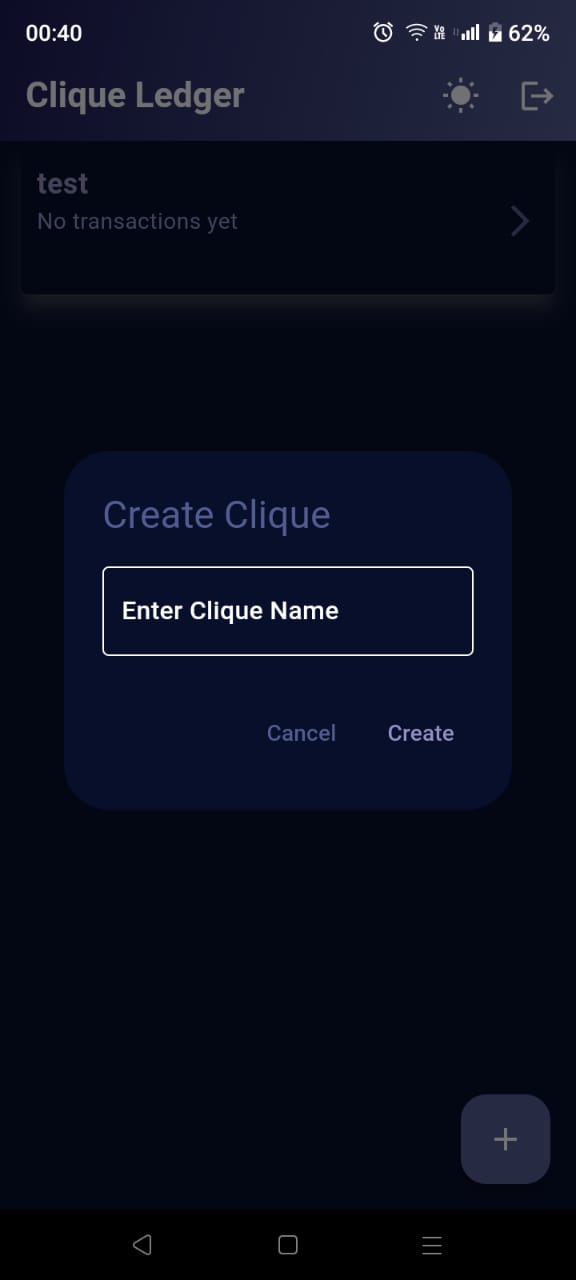 00:40 Vo LTE 62%
Clique Ledger
test
No transactions yet
Create Clique
Enter Clique Name
Cancel Create